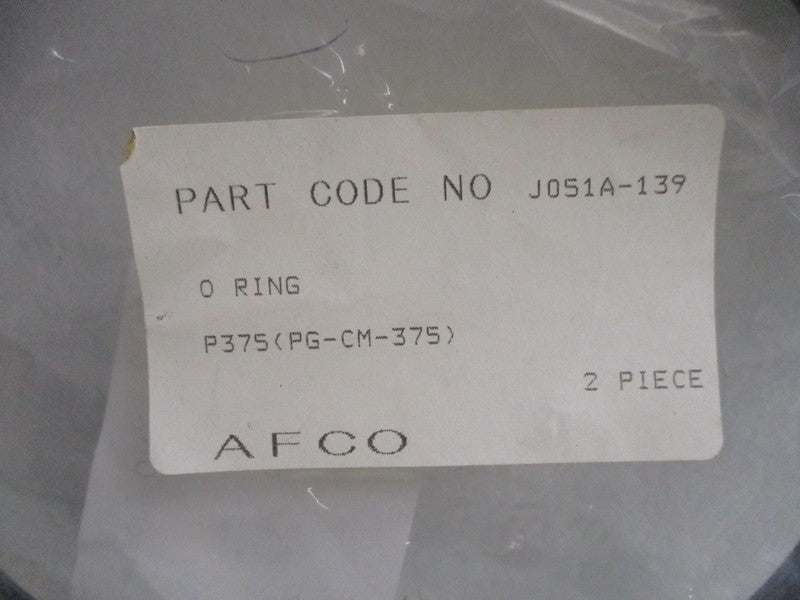 PART CODE NO J051A-139
O RING
P375(PG-CM-375)
2 PIECE
AFCO